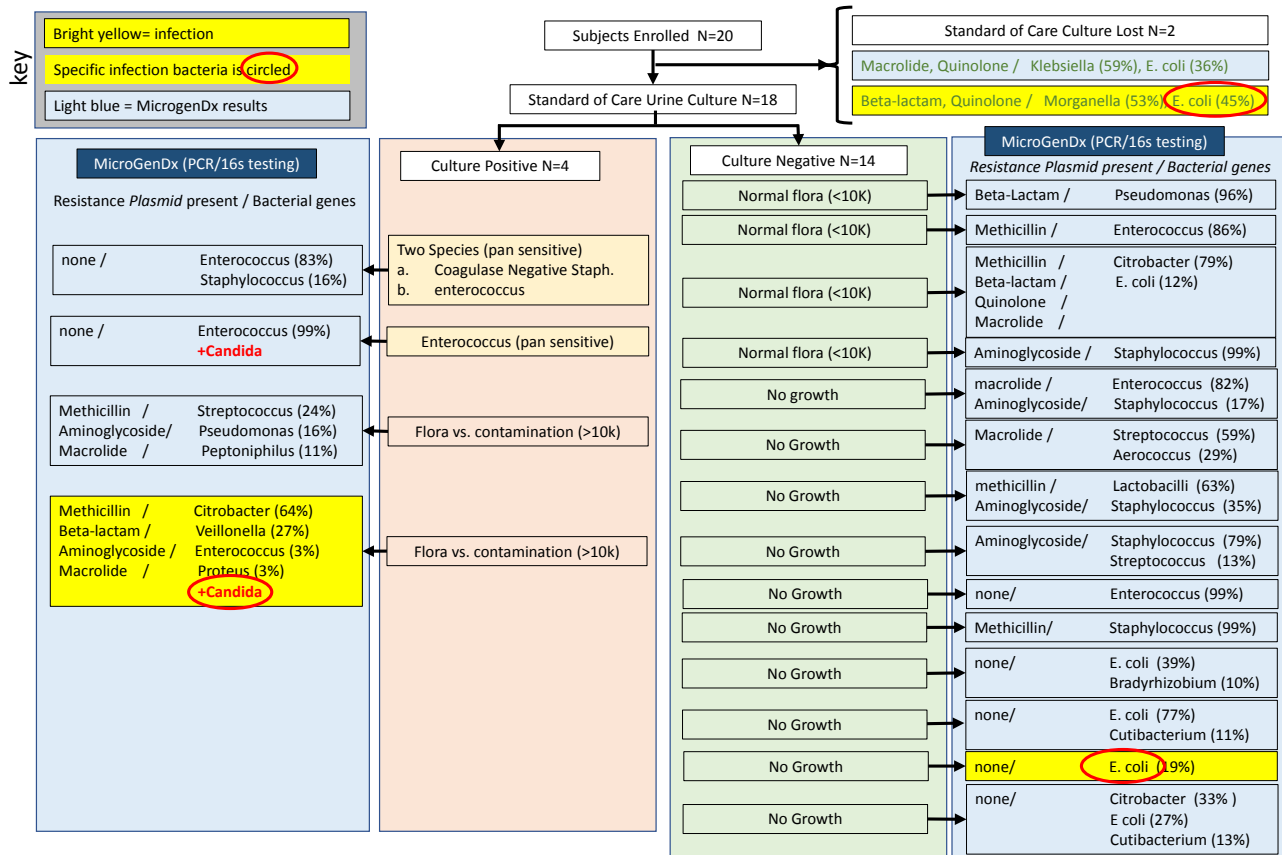 key
Bright yellow= infection
Specific infection bacteria is circled
Light blue = MicrogenDx results
Subjects Enrolled  N=20
Standard of Care Urine Culture N=18
Standard of Care Culture Lost N=2
Macrolide, Quinolone /  Klebsiella (59%), E. coli (36%)
Beta-lactam, Quinolone /  Morganella (53%), E. coli (45%)
MicroGenDx (PCR/16s testing)
Resistance Plasmid present / Bacterial genes
none /  Enterococcus (83%)
Staphylococcus (16%)
none /  Enterococcus (99%)
+Candida
Methicillin  /  Streptococcus (24%)
Aminoglycoside/  Pseudomonas (16%)
Macrolide  /  Peptoniphilus (11%)
Methicillin  /  Citrobacter (64%)
Beta-lactam /  Veillonella (27%)
Aminoglycoside /  Enterococcus (3%)
Macrolide  /  Proteus (3%)
+Candida
Culture Positive N=4
Two Species (pan sensitive)
a.  Coagulase Negative Staph.
b.  enterococcus
Enterococcus (pan sensitive)
Flora vs. contamination (>10k)
Flora vs. contamination (>10k)
Culture Negative N=14
Normal flora (<10K)
Normal flora (<10K)
Normal flora (<10K)
Normal flora (<10K)
No growth
No Growth
No Growth
No Growth
No Growth
No Growth
No Growth
No Growth
No Growth
No Growth
MicroGenDx (PCR/16s testing)
Resistance Plasmid present / Bacterial genes
Beta-Lactam /  Pseudomonas (96%)
Methicillin /  Enterococcus (86%)
Methicillin  /  Citrobacter (79%)
Beta-lactam /  E. coli (12%)
Quinolone  /
Macrolide  /
Aminoglycoside /  Staphylococcus (99%)
macrolide /  Enterococcus (82%)
Aminoglycoside/  Staphylococcus (17%)
Macrolide /  Streptococcus (59%)
Aerococcus (29%)
methicillin /  Lactobacilli (63%)
Aminoglycoside/  Staphylococcus (35%)
Aminoglycoside/  Staphylococcus (79%)
Streptococcus (13%)
none/  Enterococcus (99%)
Methicillin/  Staphylococcus (99%)
none/  E. coli (39%)
Bradyrhizobium (10%)
none/  E. coli (77%)
Cutibacterium (11%)
none/  E. coli (19%)
none/  Citrobacter (33% )
E coli (27%)
Cutibacterium (13%)